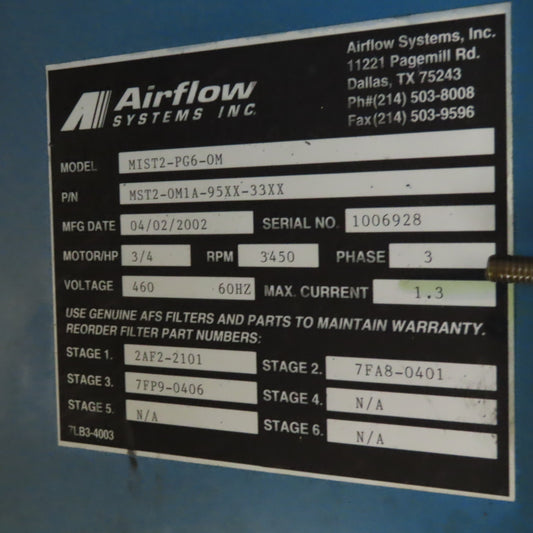 Airflow
SYSTEMS INC.
Airflow Systems, Inc.
11221 Pagemill Rd.
Dallas, TX 75243
Ph#(214) 503-8008
Fax(214) 503-9596
MODEL MIST2-PG6-0M
P/N MST2-0M1A-95XX-33XX
MFG DATE 04/02/2002 SERIAL NO. 1006928
MOTOR/HP 3/4 RPM 3450 PHASE 3
VOLTAGE 460 60HZ MAX. CURRENT 1.3
USE GENUINE AFS FILTERS AND PARTS TO MAINTAIN WARRANTY.
REORDER FILTER PART NUMBERS:
STAGE 1. 2AF2-2101 STAGE 2. 7FA8-0401
STAGE 3. 7FP9-0406 STAGE 4. N/A
STAGE 5. N/A STAGE 6. N/A
7LB3-4003